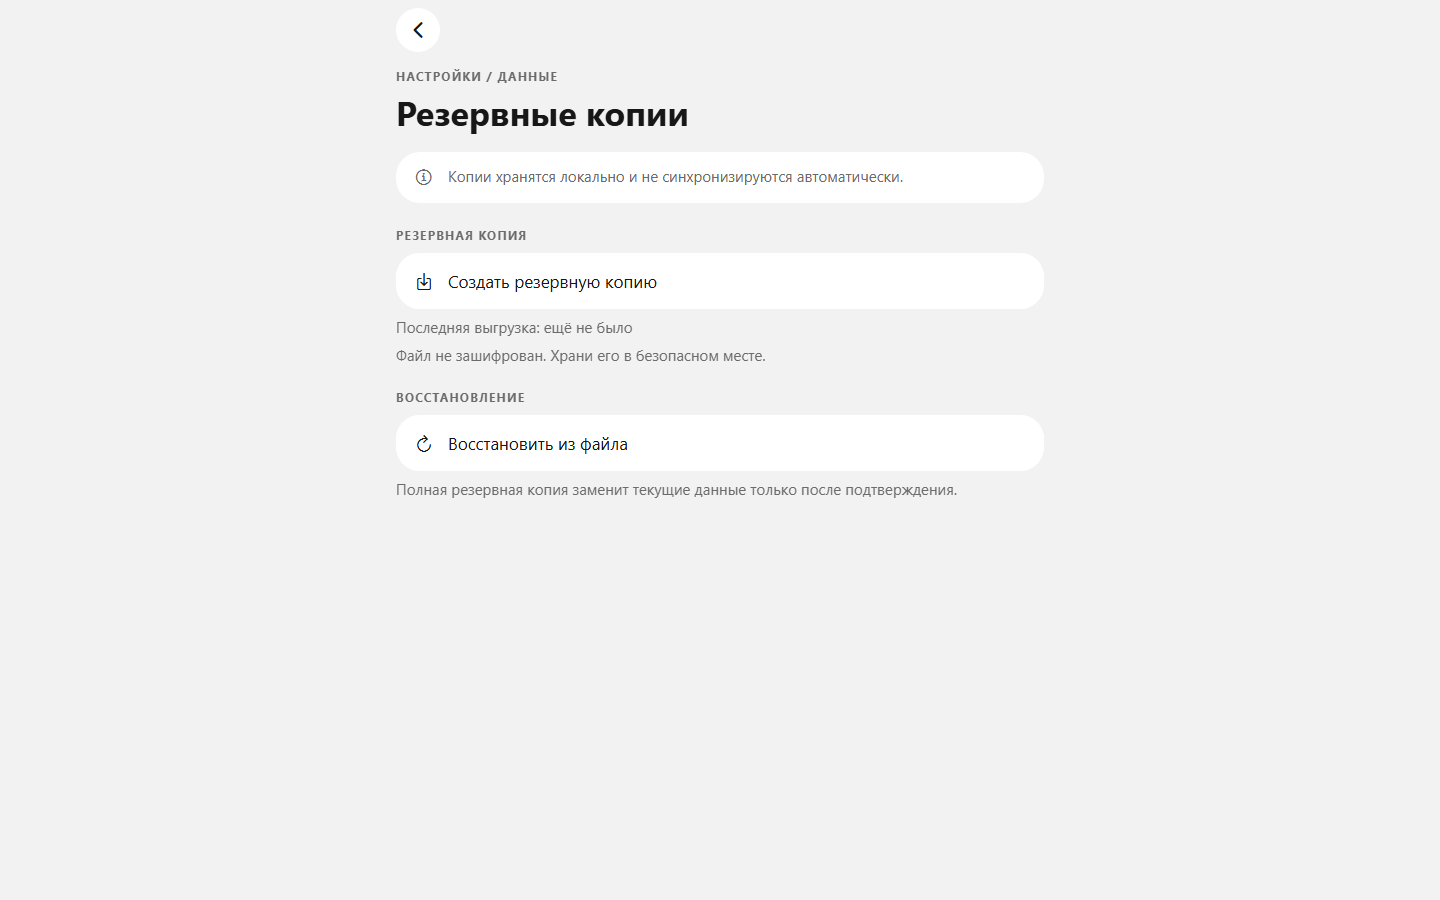 НАСТРОЙКИ / ДАННЫЕ
Резервные копии
Копии хранятся локально и не синхронизируются автоматически.
РЕЗЕРВНАЯ КОПИЯ
Создать резервную копию
Последняя выгрузка: ещё не было
Файл не зашифрован. Храни его в безопасном месте.
ВОССТАНОВЛЕНИЕ
Восстановить из файла
Полная резервная копия заменит текущие данные только после подтверждения.